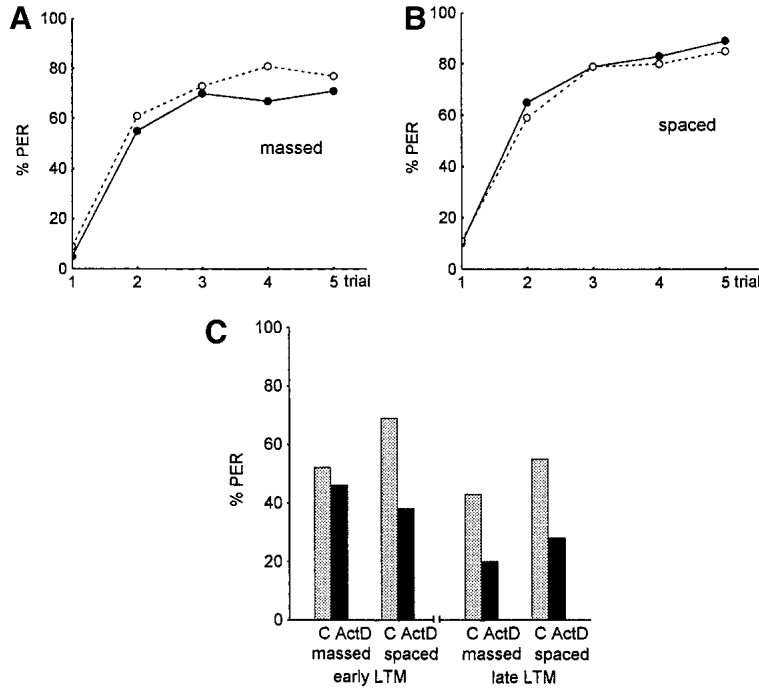 A
100
80
60
40
20
0
% PER
massed
1 2 3 4 5 trial
B
100
80
60
40
20
0
% PER
spaced
1 2 3 4 5 trial
C
100
80
60
40
20
0
% PER
C ActD C ActD C ActD C ActD
massed spaced massed spaced
early LTM late LTM